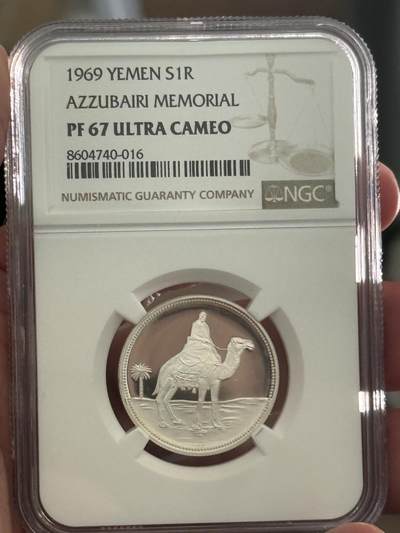 1969 YEMEN S1R
AZZUBAIRI MEMORIAL
PF 67 ULTRA CAMEO
8604740-016
NUMISMATIC GUARANTY COMPANY NGC®